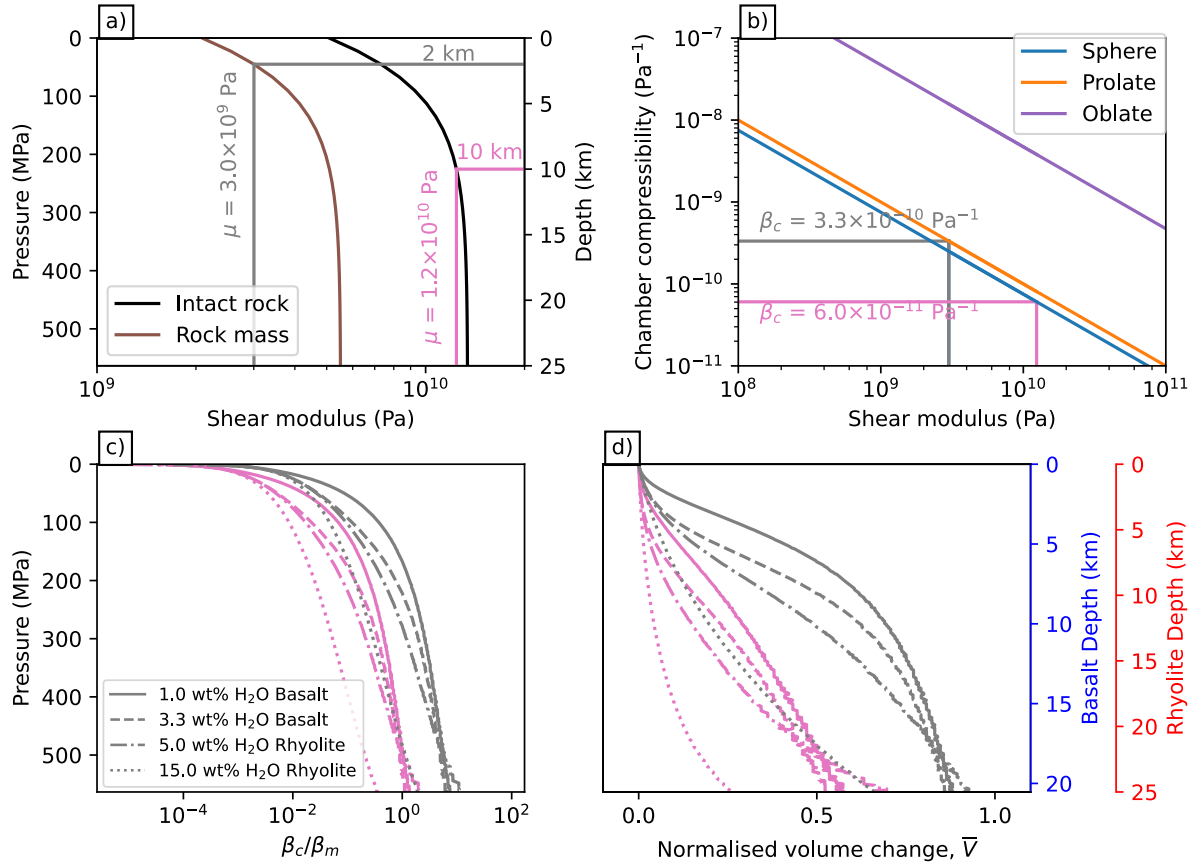 a)
0
100
200
300
400
500
Pressure (MPa)
0
5
10
15
20
25
Depth (km)
2 km
10 km
μ = 3.0×10⁹ Pa
μ = 1.2×10¹⁰ Pa
Intact rock
Rock mass
10⁹
10¹⁰
Shear modulus (Pa)
b)
10⁻⁷
10⁻⁸
10⁻⁹
10⁻¹⁰
10⁻¹¹
Chamber compressibility (Pa⁻¹)
Sphere
Prolate
Oblate
β_c = 3.3×10⁻¹⁰ Pa⁻¹
β_c = 6.0×10⁻¹¹ Pa⁻¹
10⁸
10⁹
10¹⁰
10¹¹
Shear modulus (Pa)
c)
0
100
200
300
400
500
Pressure (MPa)
1.0 wt% H₂O Basalt
3.3 wt% H₂O Basalt
5.0 wt% H₂O Rhyolite
15.0 wt% H₂O Rhyolite
10⁻⁴
10⁻²
10⁰
10²
β_c/β_m
d)
0
5
10
15
20
Basalt Depth (km)
0
5
10
15
20
25
Rhyolite Depth (km)
0.0
0.5
1.0
Normalised volume change, V̅